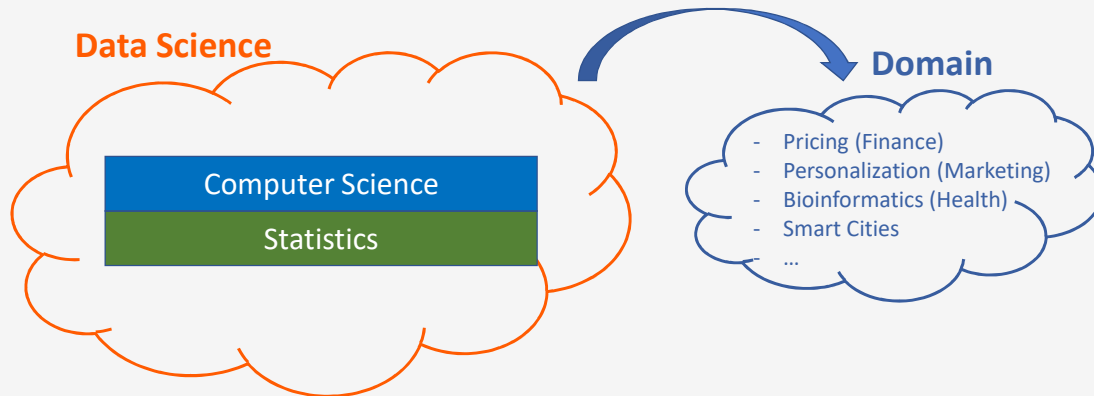 Data Science
Computer Science
Statistics
Domain
- Pricing (Finance)
- Personalization (Marketing)
- Bioinformatics (Health)
- Smart Cities
- ...